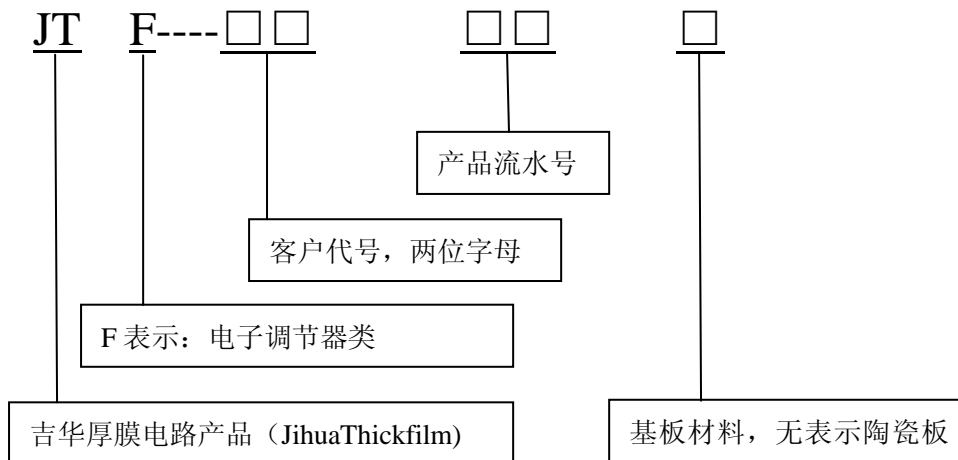 JT F----□□ □□ □
产品流水号
客户代号，两位字母
F 表示：电子调节器类
吉华厚膜电路产品（JihuaThickfilm)
基板材料，无表示陶瓷板